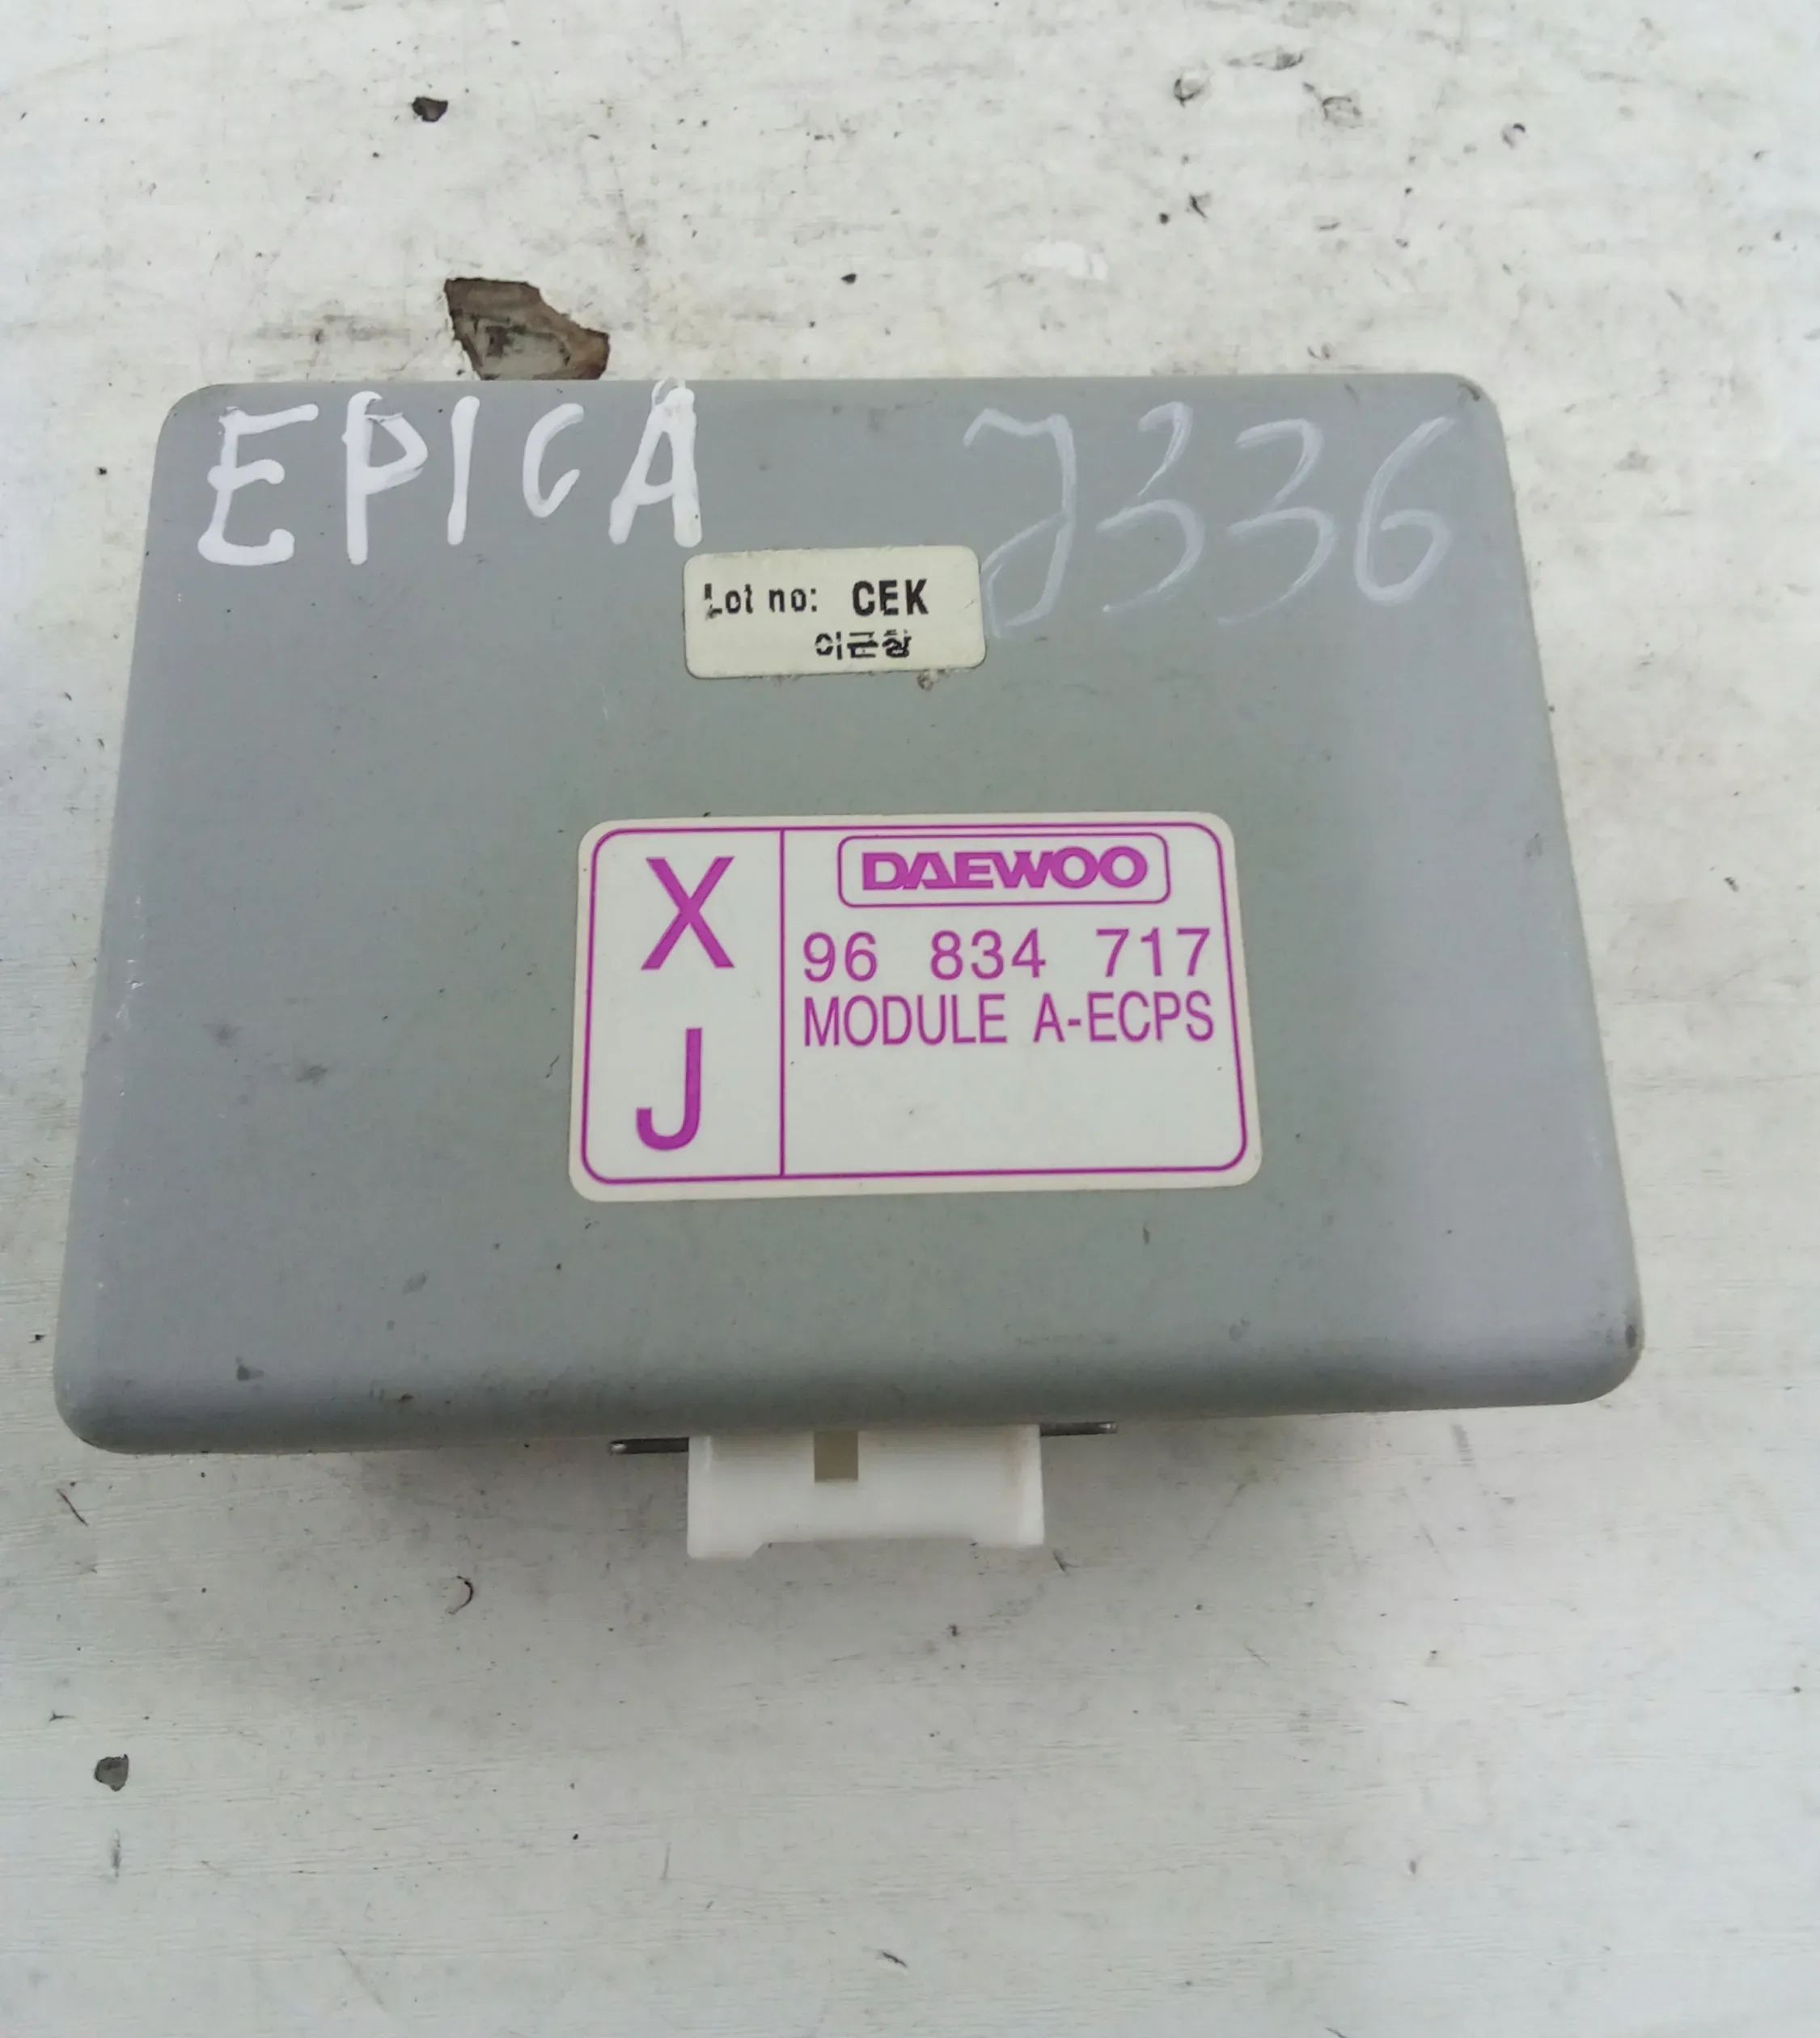 EPICA 7336
Lot no: CEK
이근창
X
J
DAEWOO
96 834 717
MODULE A-ECPS